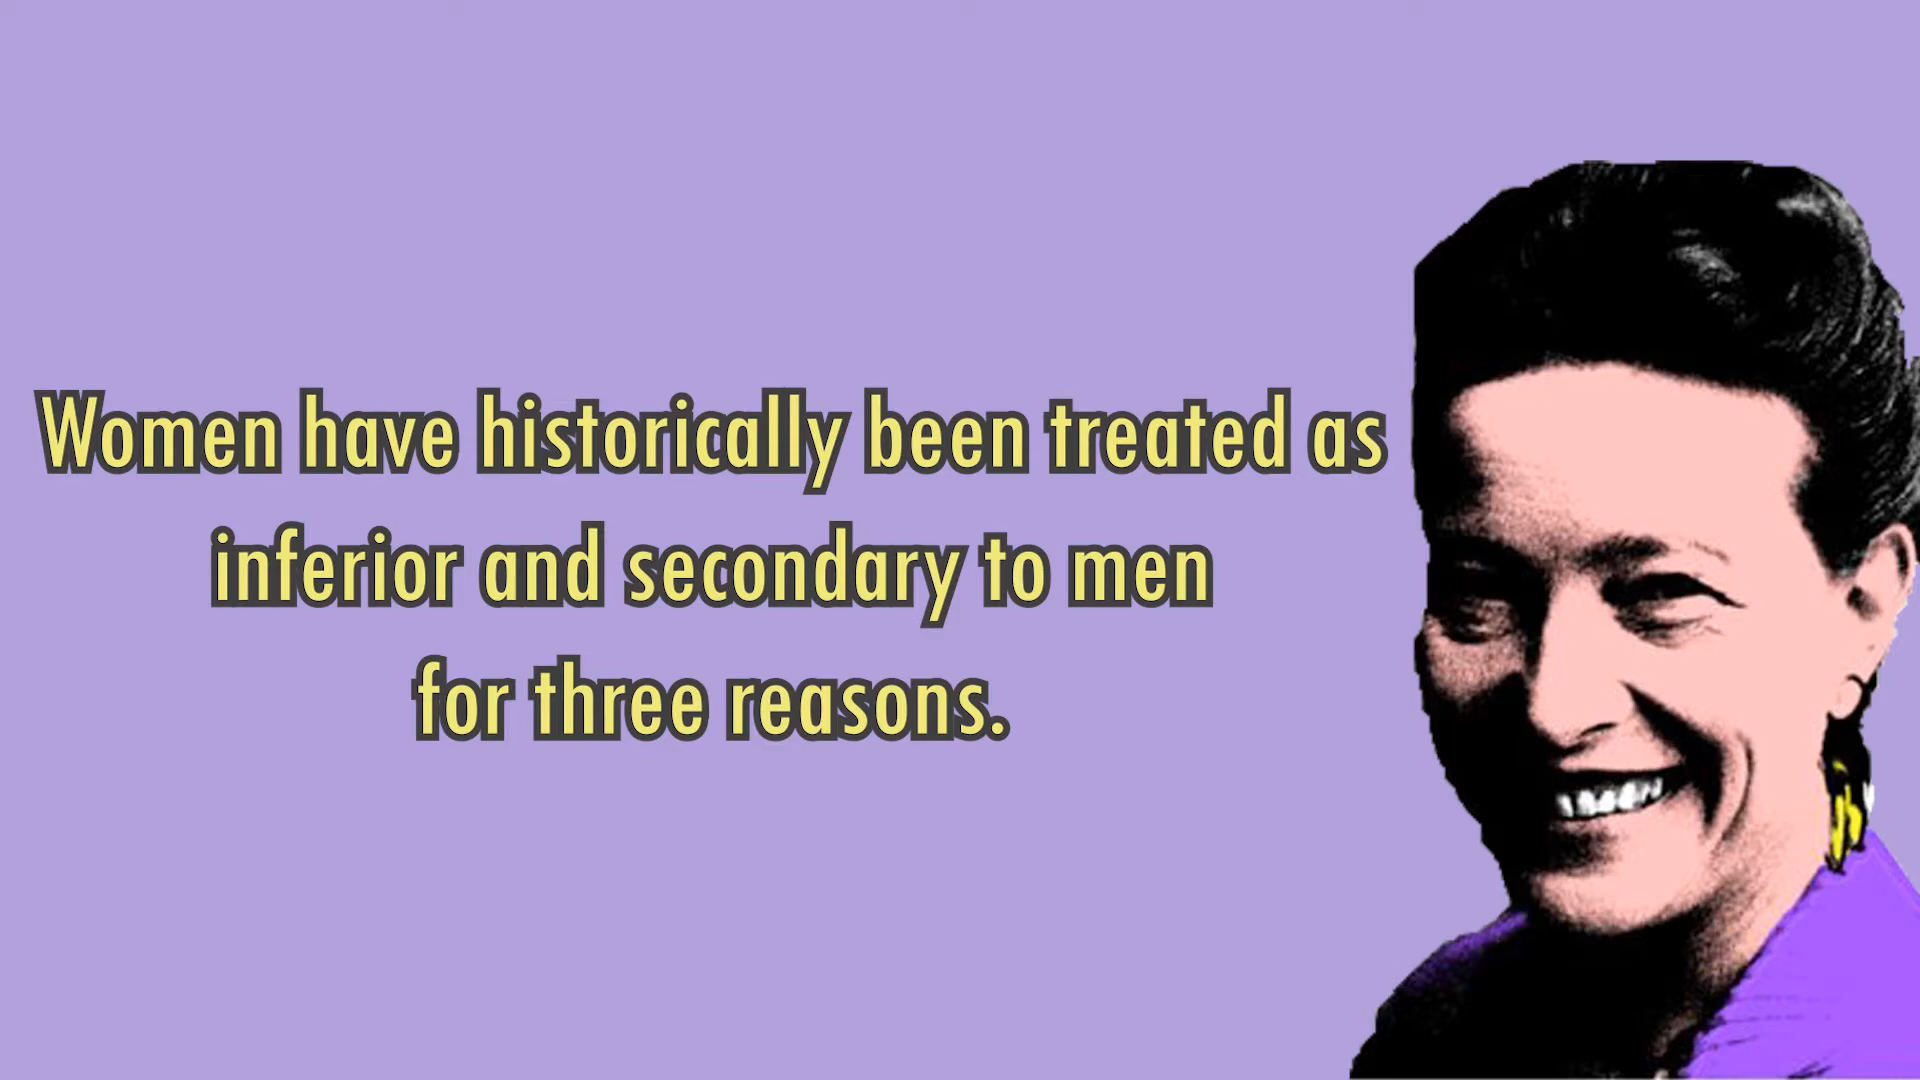 Women have historically been treated as
inferior and secondary to men
for three reasons.